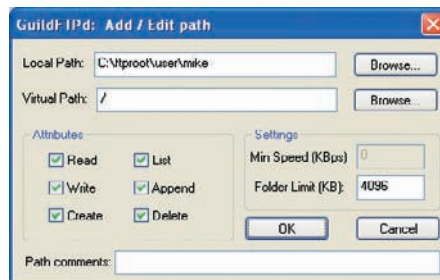 GuildFTPd: Add / Edit path
Local Path: C:\ftproot\user\mike Browse...
Virtual Path: / Browse...
Attributes Settings
Read List Min Speed (KBps) 0
Write Append Folder Limit (KB): 4096
Create Delete OK Cancel
Path comments: